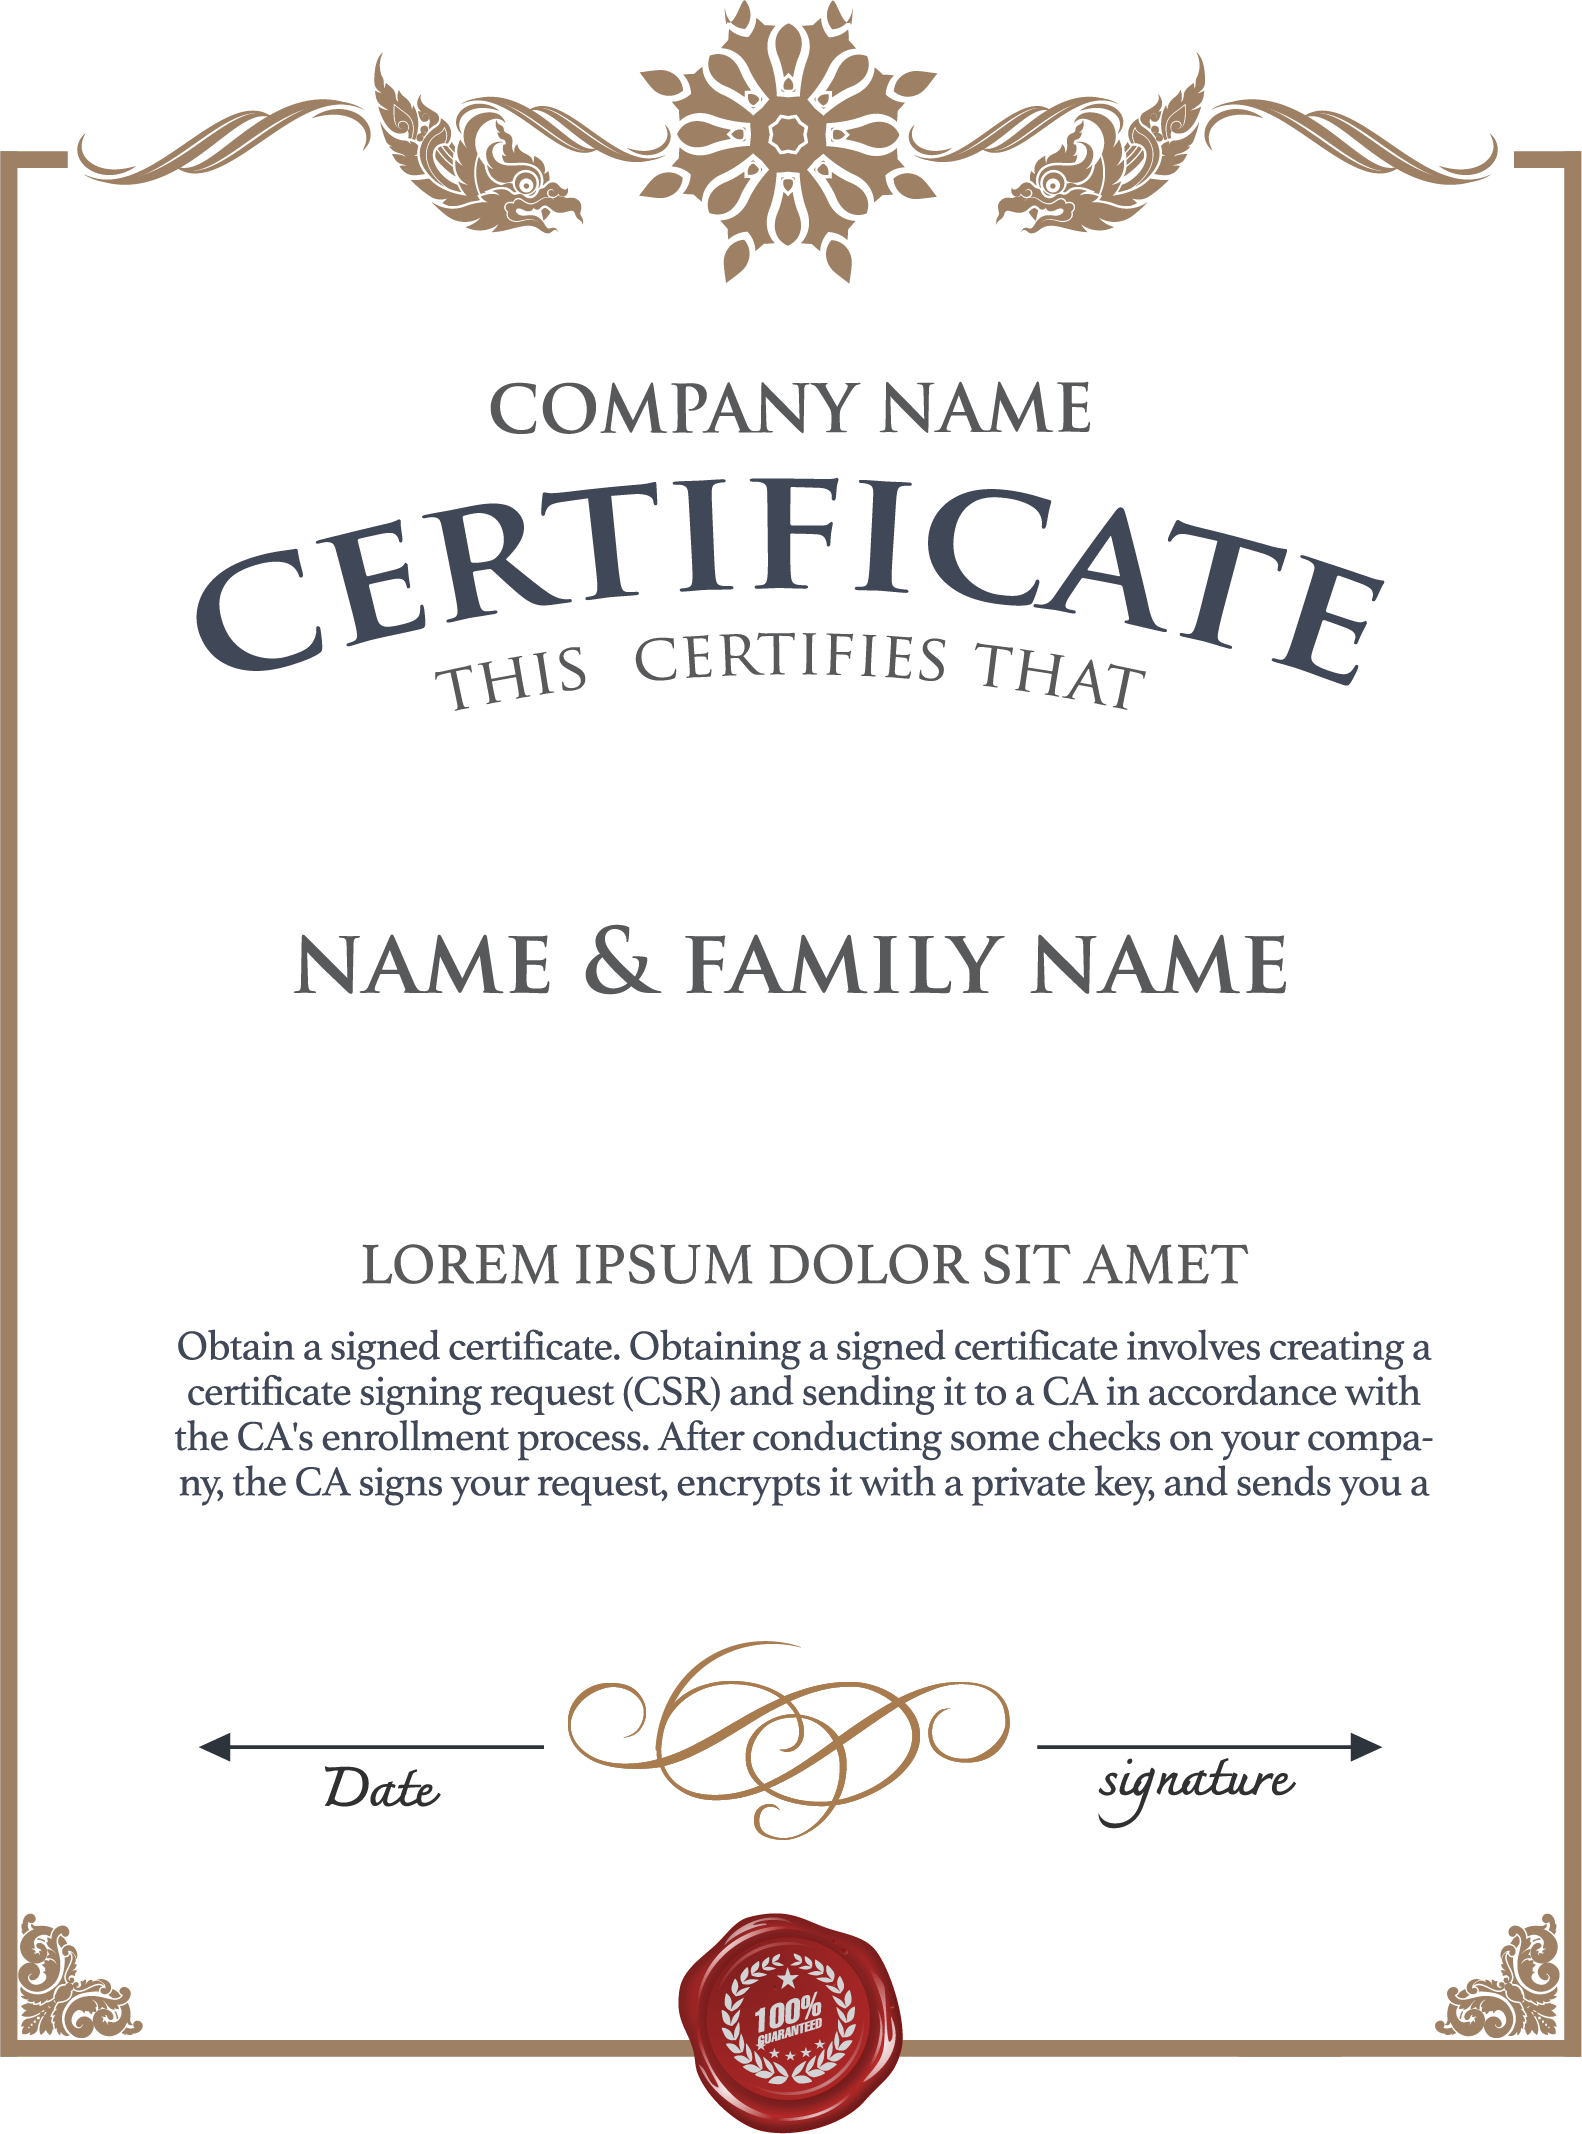 COMPANY NAME
CERTIFICATE
THIS CERTIFIES THAT
NAME & FAMILY NAME
LOREM IPSUM DOLOR SIT AMET
Obtain a signed certificate. Obtaining a signed certificate involves creating a
certificate signing request (CSR) and sending it to a CA in accordance with
the CA's enrollment process. After conducting some checks on your compa-
ny, the CA signs your request, encrypts it with a private key, and sends you a
Date
signature
100%
GUARANTEED